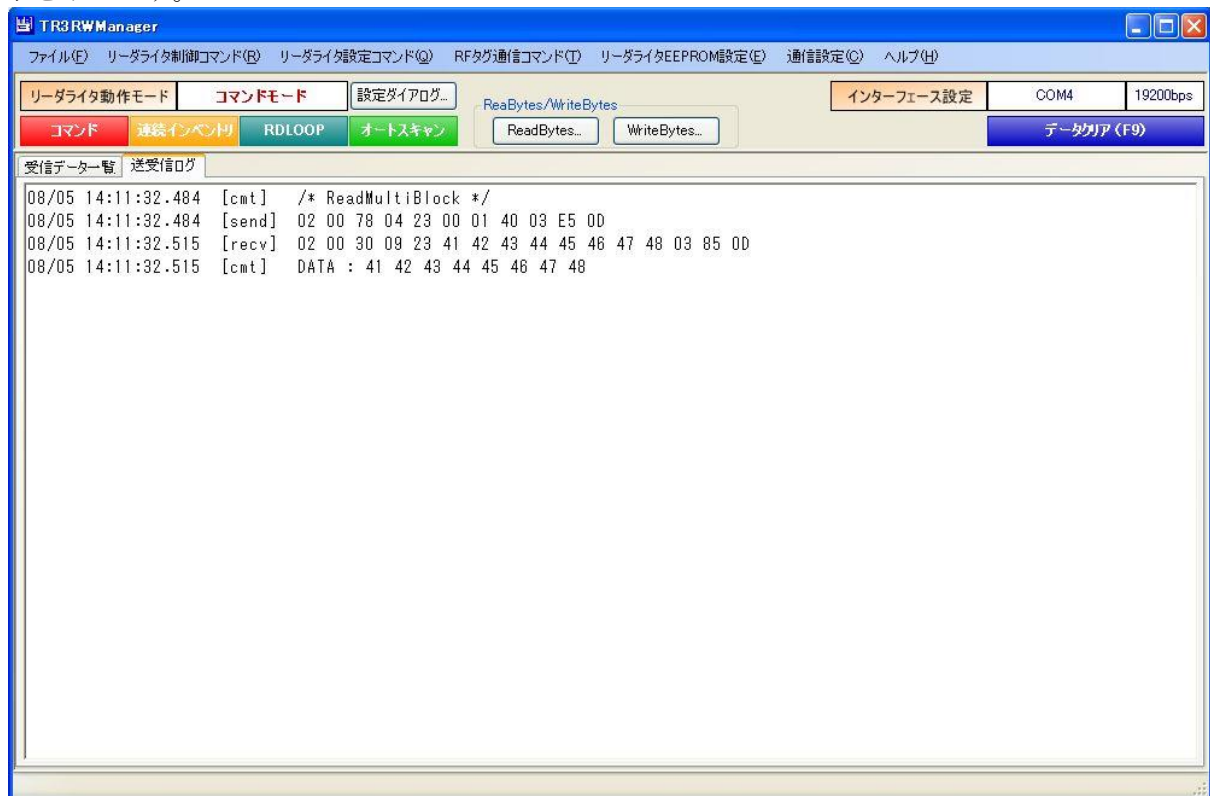 TR3RWManager
ファイル(F) リーダライタ制御コマンド(R) リーダライタ設定コマンド(Q) RFタグ通信コマンド(T) リーダライタEEPROM設定(E) 通信設定(C) ヘルプ(H)
リーダライタ動作モード コマンドモード 設定ダイアログ... ReaBytes/WriteBytes インターフェース設定 COM4 19200bps
コマンド 連続インベントリ RDLOOP オートスキャン ReadBytes... WriteBytes... データクリア(F9)
受信データ一覧 送受信ログ
08/05 14:11:32.484 [cmt] /* ReadMultiBlock */
08/05 14:11:32.484 [send] 02 00 78 04 23 00 01 40 03 E5 0D
08/05 14:11:32.515 [recv] 02 00 30 09 23 41 42 43 44 45 46 47 48 03 85 0D
08/05 14:11:32.515 [cmt] DATA : 41 42 43 44 45 46 47 48